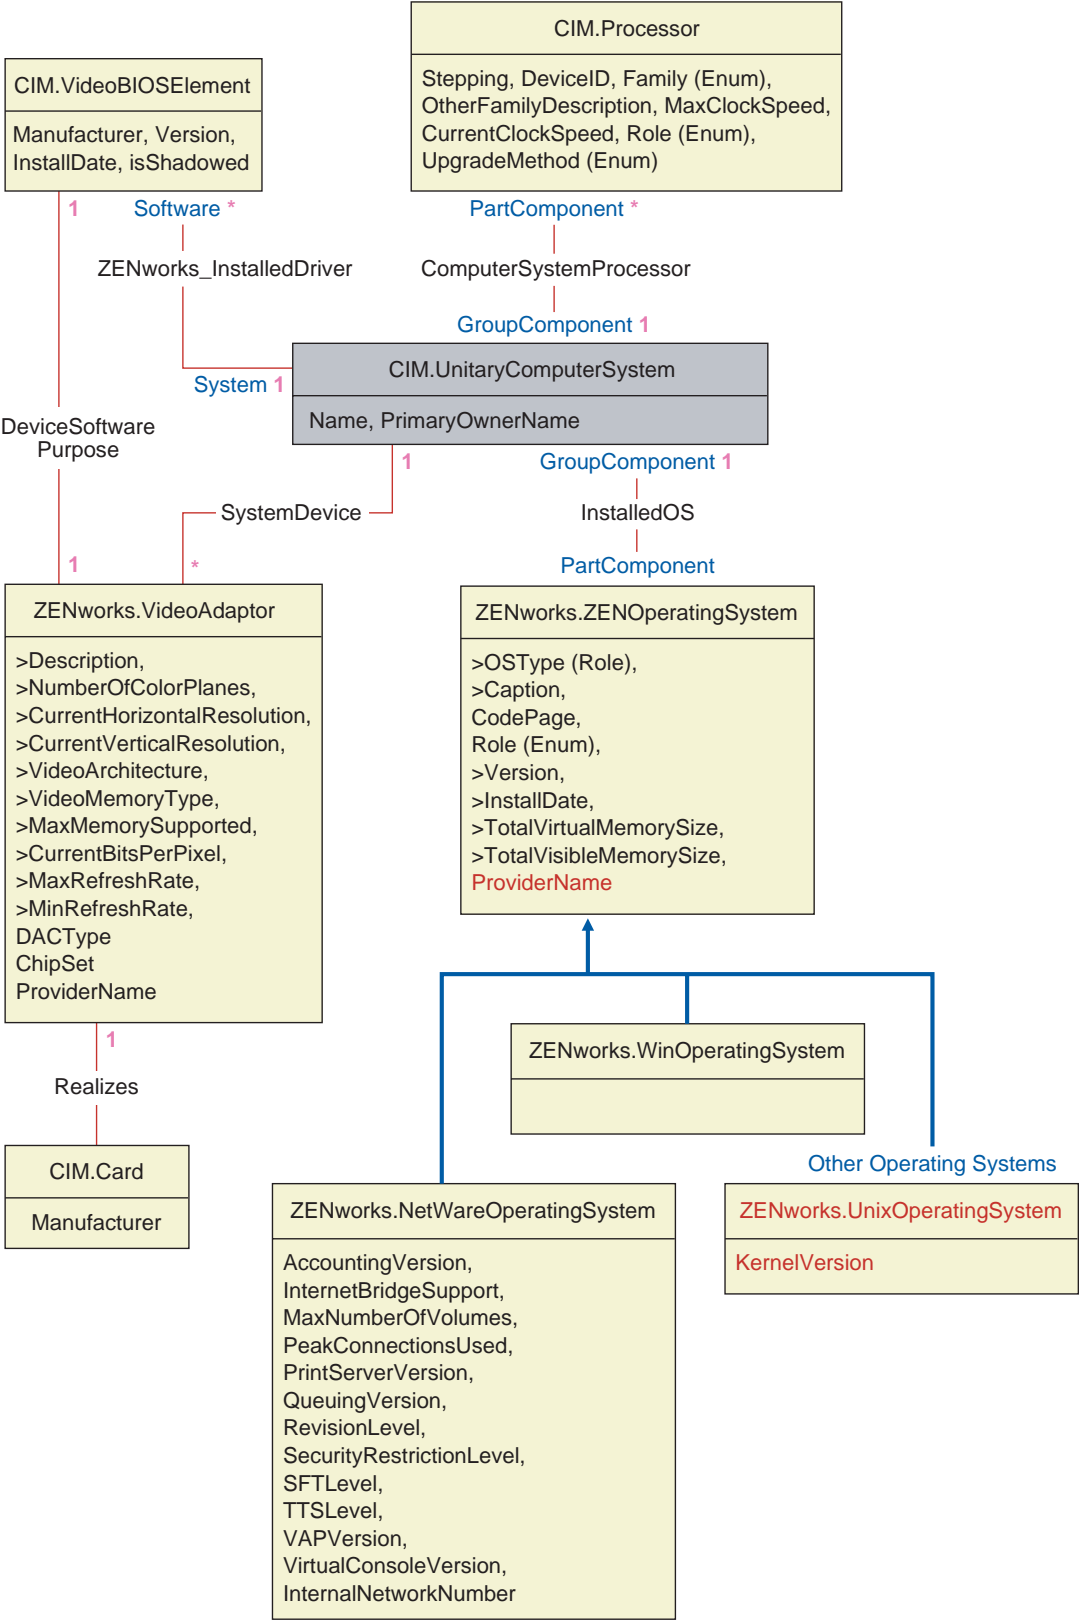 CIM.Processor
Stepping, DeviceID, Family (Enum),
OtherFamilyDescription, MaxClockSpeed,
CurrentClockSpeed, Role (Enum),
UpgradeMethod (Enum)
CIM.VideoBIOSElement
Manufacturer, Version,
InstallDate, isShadowed
1
Software *
PartComponent *
ZENworks_InstalledDriver
ComputerSystemProcessor
GroupComponent 1
System 1
CIM.UnitaryComputerSystem
Name, PrimaryOwnerName
DeviceSoftware
Purpose
1
GroupComponent 1
SystemDevice
InstalledOS
1
*
PartComponent
ZENworks.VideoAdaptor
>Description,
>NumberOfColorPlanes,
>CurrentHorizontalResolution,
>CurrentVerticalResolution,
>VideoArchitecture,
>VideoMemoryType,
>MaxMemorySupported,
>CurrentBitsPerPixel,
>MaxRefreshRate,
>MinRefreshRate,
DACType
ChipSet
ProviderName
ZENworks.ZENOperatingSystem
>OSType (Role),
>Caption,
CodePage,
Role (Enum),
>Version,
>InstallDate,
>TotalVirtualMemorySize,
>TotalVisibleMemorySize,
ProviderName
1
Realizes
CIM.Card
Manufacturer
ZENworks.WinOperatingSystem
Other Operating Systems
ZENworks.NetWareOperatingSystem
AccountingVersion,
InternetBridgeSupport,
MaxNumberOfVolumes,
PeakConnectionsUsed,
PrintServerVersion,
QueuingVersion,
RevisionLevel,
SecurityRestrictionLevel,
SFTLevel,
TTSLevel,
VAPVersion,
VirtualConsoleVersion,
InternalNetworkNumber
ZENworks.UnixOperatingSystem
KernelVersion